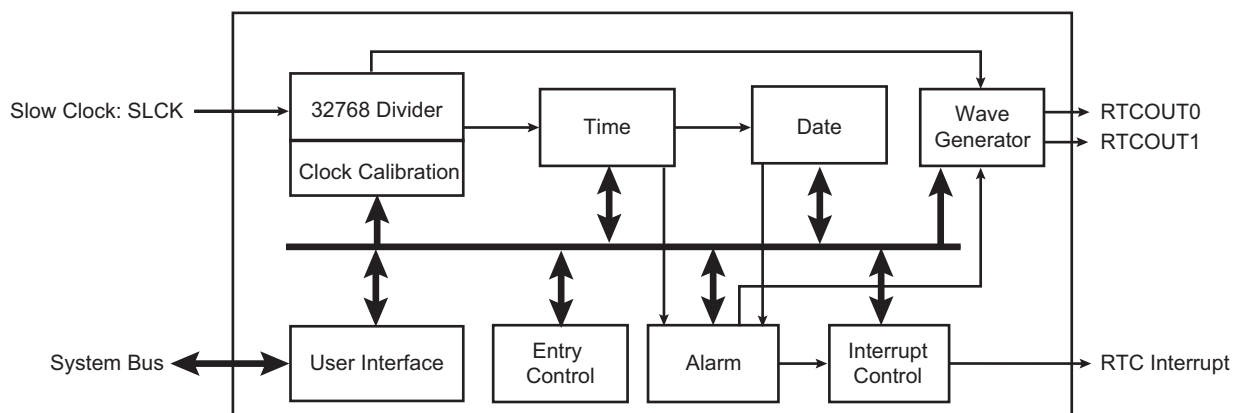 Slow Clock: SLCK
32768 Divider
Clock Calibration
Time
Date
Wave
Generator
RTCOUT0
RTCOUT1
System Bus
User Interface
Entry
Control
Alarm
Interrupt
Control
RTC Interrupt